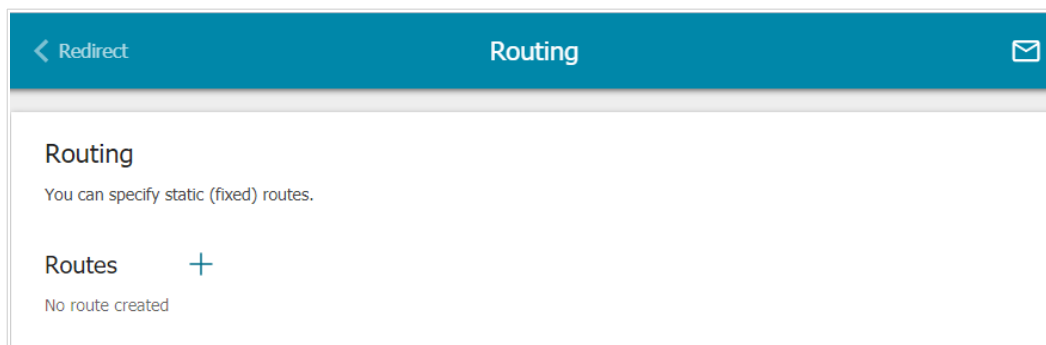 Redirect
Routing
Routing
You can specify static (fixed) routes.
Routes
No route created